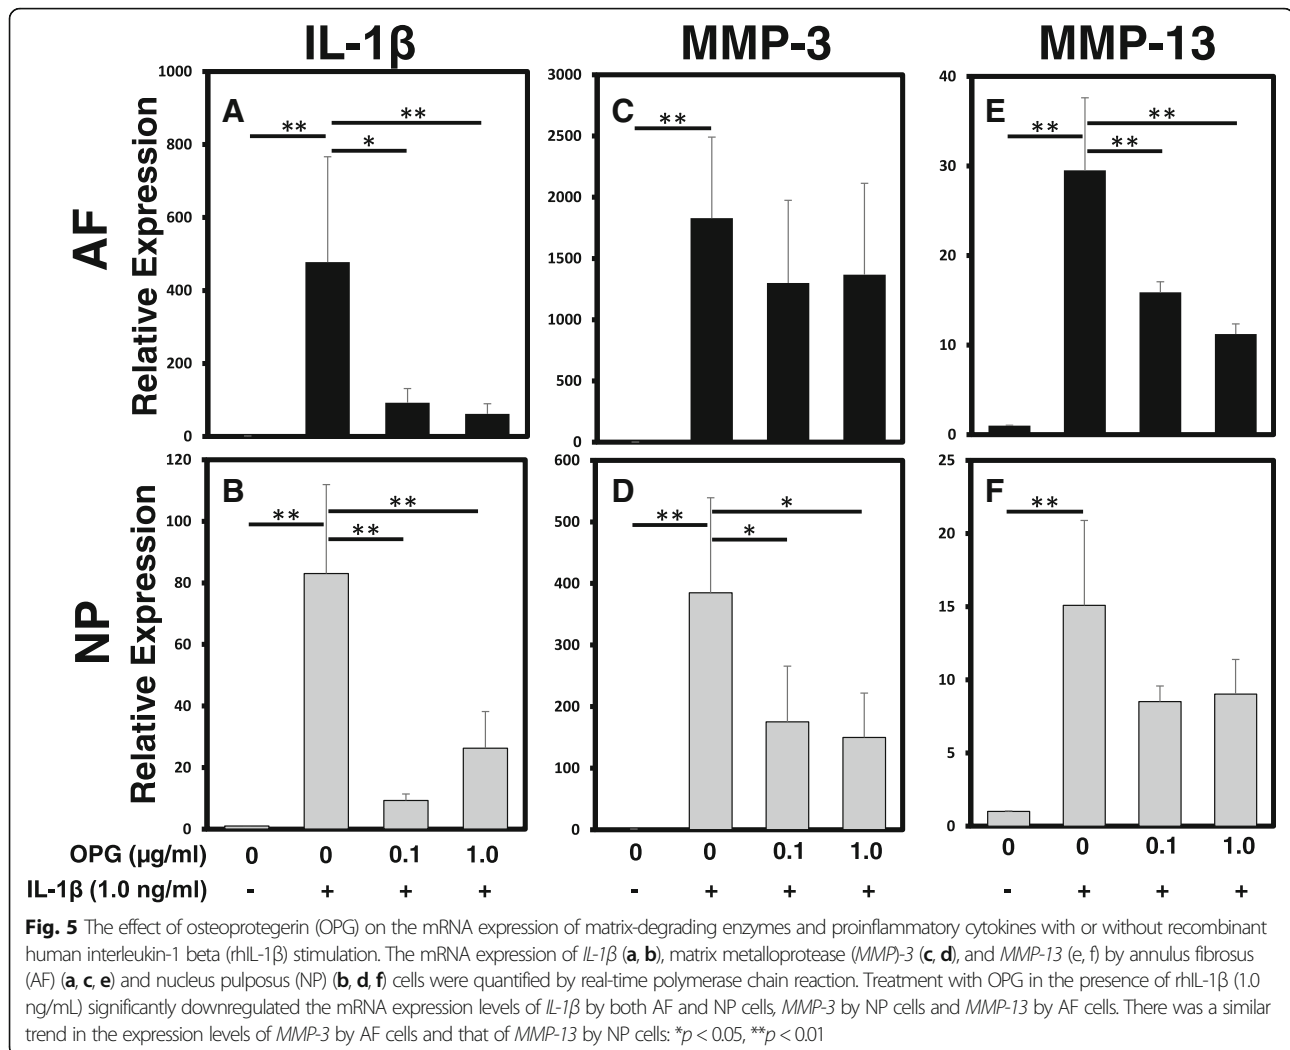 IL-1β MMP-3 MMP-13
AF
Relative Expression
A
1000
800
600
400
200
0
** * **
C
3000
2500
2000
1500
1000
500
0
**
E
40
30
20
10
0
** ** **
NP
Relative Expression
B
120
100
80
60
40
20
0
** ** **
D
600
500
400
300
200
100
0
** * *
F
25
20
15
10
5
0
**
OPG (μg/ml) 0 0 0.1 1.0 0 0 0.1 1.0 0 0 0.1 1.0
IL-1β (1.0 ng/ml) - + + + - + + + - + + +
Fig. 5 The effect of osteoprotegerin (OPG) on the mRNA expression of matrix-degrading enzymes and proinflammatory cytokines with or without recombinant
human interleukin-1 beta (rhIL-1β) stimulation. The mRNA expression of IL-1β (a, b), matrix metalloprotease (MMP)-3 (c, d), and MMP-13 (e, f) by annulus fibrosus
(AF) (a, c, e) and nucleus pulposus (NP) (b, d, f) cells were quantified by real-time polymerase chain reaction. Treatment with OPG in the presence of rhIL-1β (1.0
ng/mL) significantly downregulated the mRNA expression levels of IL-1β by both AF and NP cells, MMP-3 by NP cells and MMP-13 by AF cells. There was a similar
trend in the expression levels of MMP-3 by AF cells and that of MMP-13 by NP cells: *p < 0.05, **p < 0.01